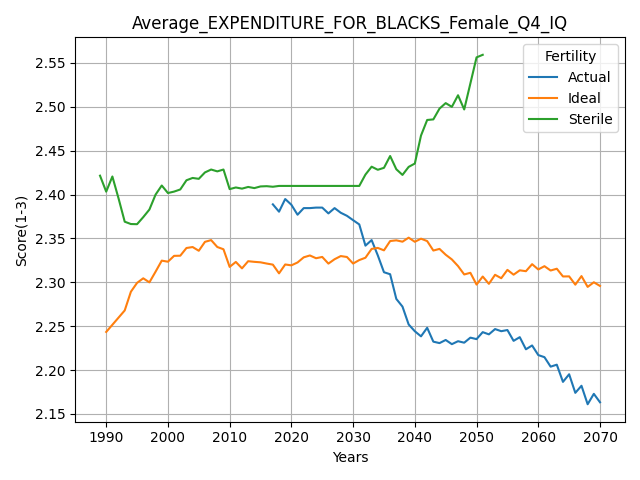 Average_EXPENDITURE_FOR_BLACKS_Female_Q4_IQ
Fertility
Actual
Ideal
Sterile
Score(1-3)
2.55
2.50
2.45
2.40
2.35
2.30
2.25
2.20
2.15
1990 2000 2010 2020 2030 2040 2050 2060 2070
Years